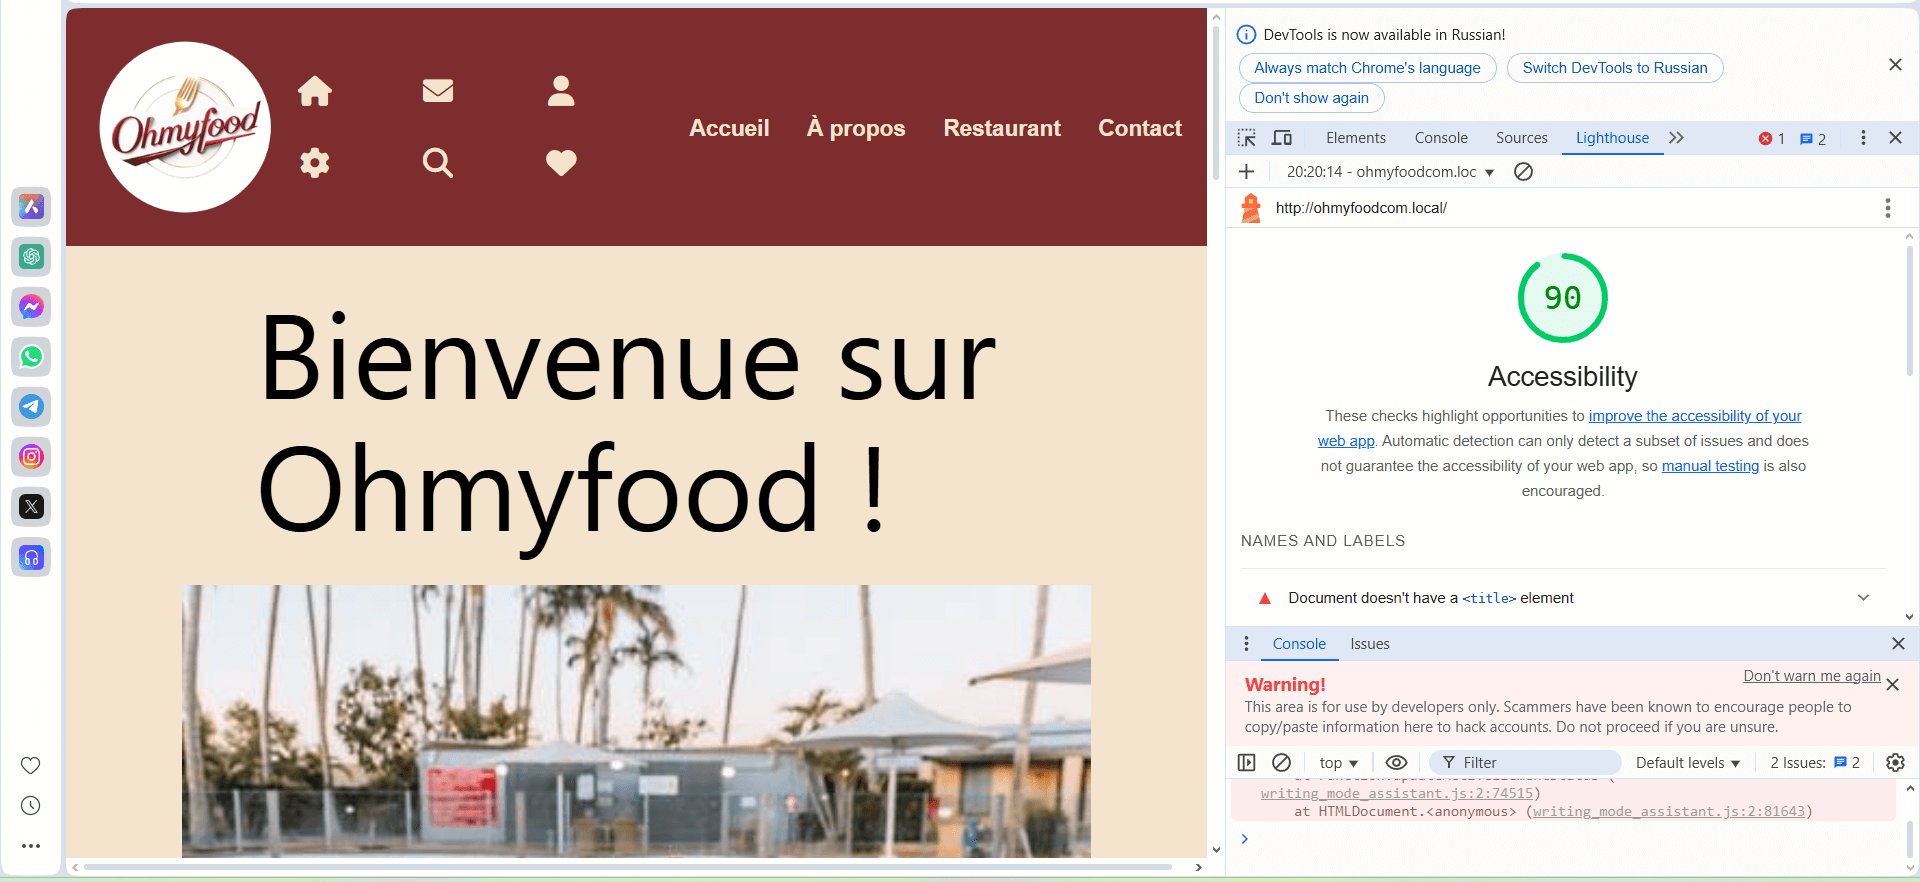 Ohmyfood
Accueil
À propos
Restaurant
Contact
Bienvenue sur
Ohmyfood !
DevTools is now available in Russian!
Always match Chrome's language
Switch DevTools to Russian
Don't show again
Elements
Console
Sources
Lighthouse
1
2
20:20:14 - ohmyfoodcom.loc
http://ohmyfoodcom.local/
90
Accessibility
These checks highlight opportunities to improve the accessibility of your
web app. Automatic detection can only detect a subset of issues and does
not guarantee the accessibility of your web app, so manual testing is also
encouraged.
NAMES AND LABELS
Document doesn't have a <title> element
Console
Issues
Warning!
Don't warn me again
This area is for use by developers only. Scammers have been known to encourage people to
copy/paste information here to hack accounts. Do not proceed if you are unsure.
top
Filter
Default levels
2 Issues:
2
writing_mode_assistant.js:2:74515)
at HTMLDocument.<anonymous> (writing_mode_assistant.js:2:81643)